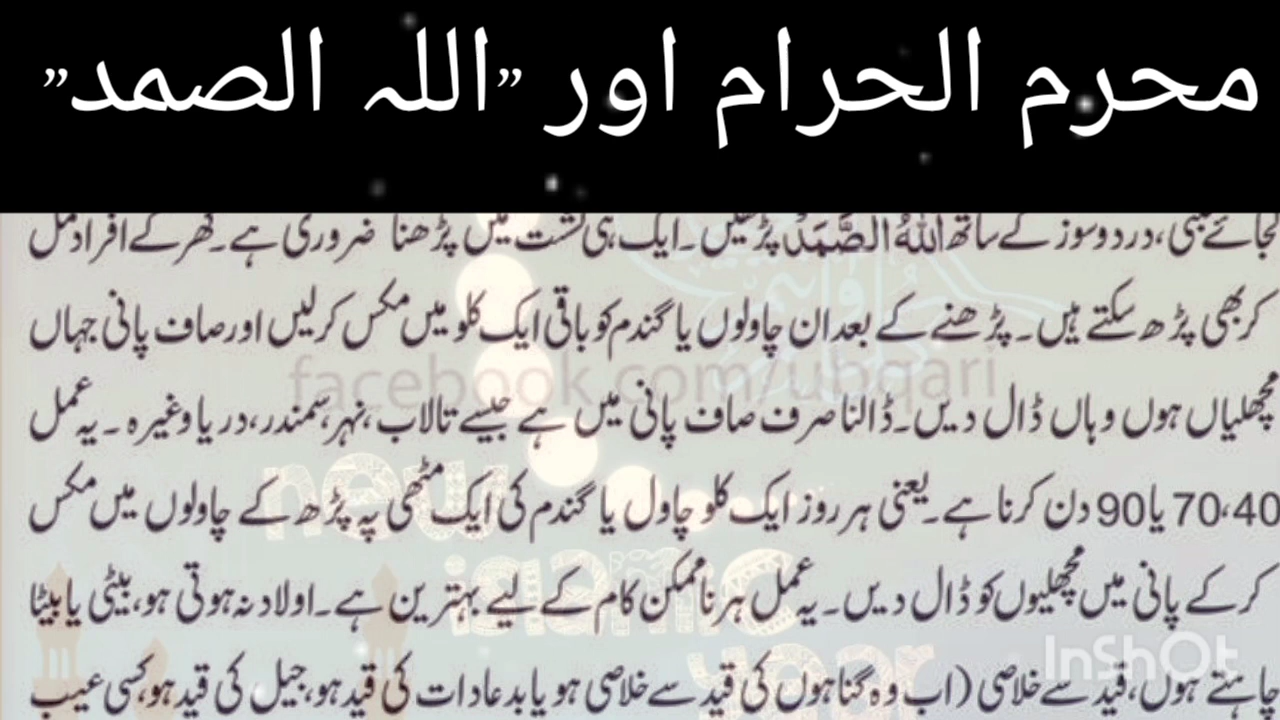 محرم الحرام اور "اللہ الصمد"
جائے بنتی، درد و سوز کے ساتھ اَللّٰهُ الصَّمَدُ پڑھیں۔ ایک ہی نشست میں پڑھنا ضروری ہے۔ گھر کے افراد مل
کر بھی پڑھ سکتے ہیں۔ پڑھنے کے بعد ان چاولوں یا گندم کو باقی ایک کلو میں مکس کر لیں اور صاف پانی جہاں
مچھلیاں ہوں وہاں ڈال دیں۔ ڈالنا صرف صاف پانی میں ہے جیسے تالاب، نہر، سمندر، دریا وغیرہ۔ یہ عمل
40، 70 یا 90 دن کرنا ہے۔ یعنی ہر روز ایک کلو چاول یا گندم کی ایک مٹھی پہ پڑھ کے چاولوں میں مکس
کر کے پانی میں مچھلیوں کو ڈال دیں۔ یہ عمل ہر ناممکن کام کے لیے بہترین ہے۔ اولاد نہ ہوتی ہو، بیٹی یا بیٹا
چاہتے ہوں، قید سے خلاصی (اب وہ گناہوں کی قید سے خلاصی ہو یا بدعادات کی قید ہو، جیل کی قید ہو، کسی عیب
facebook.com/ubqari
new
islamic
year
InShOt